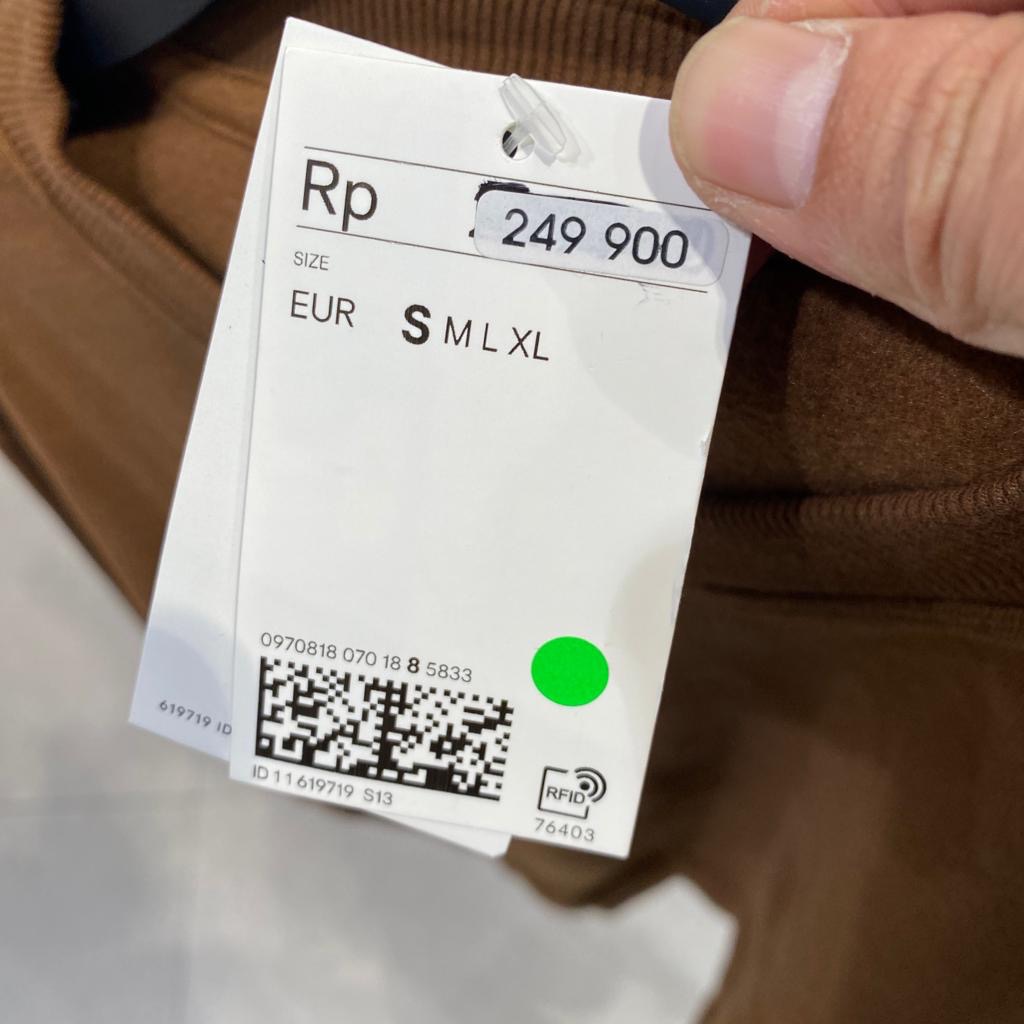 Rp 249 900
SIZE
EUR S M L XL
0970818 070 18 8 5833
ID 11 619719 S13
RFID
76403
619719 ID